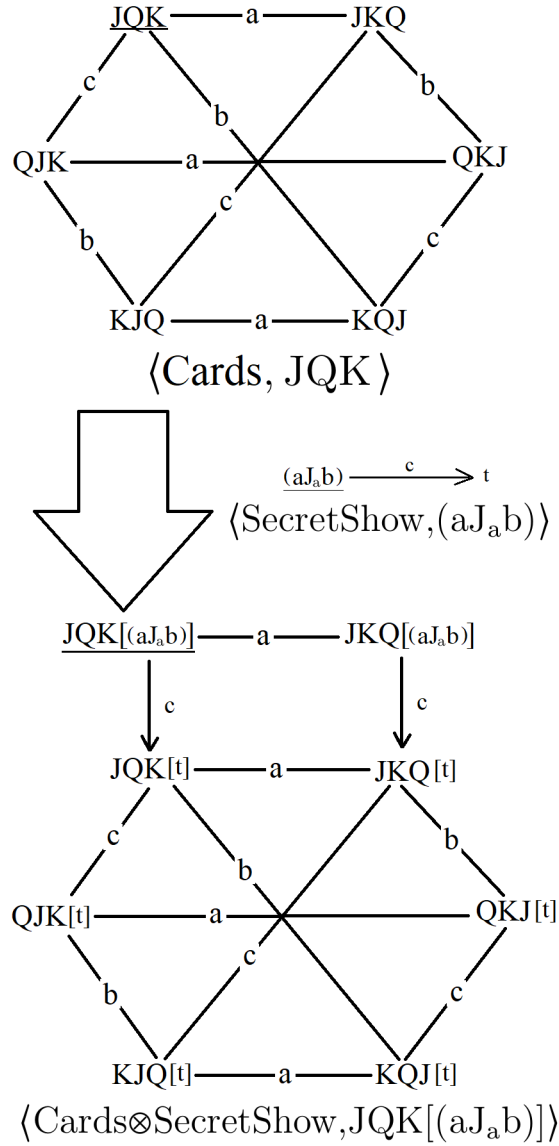 JQK a JKQ
c b b
QJK a QKJ
c
b c
KJQ a KQJ
⟨Cards, JQK⟩
(aJₐb) c t
⟨SecretShow,(aJₐb)⟩
JQK[(aJₐb)] a JKQ[(aJₐb)]
c c
JQK[t] a JKQ[t]
c b b
QJK[t] a QKJ[t]
c
b c
KJQ[t] a KQJ[t]
⟨Cards⊗SecretShow,JQK[(aJₐb)]⟩